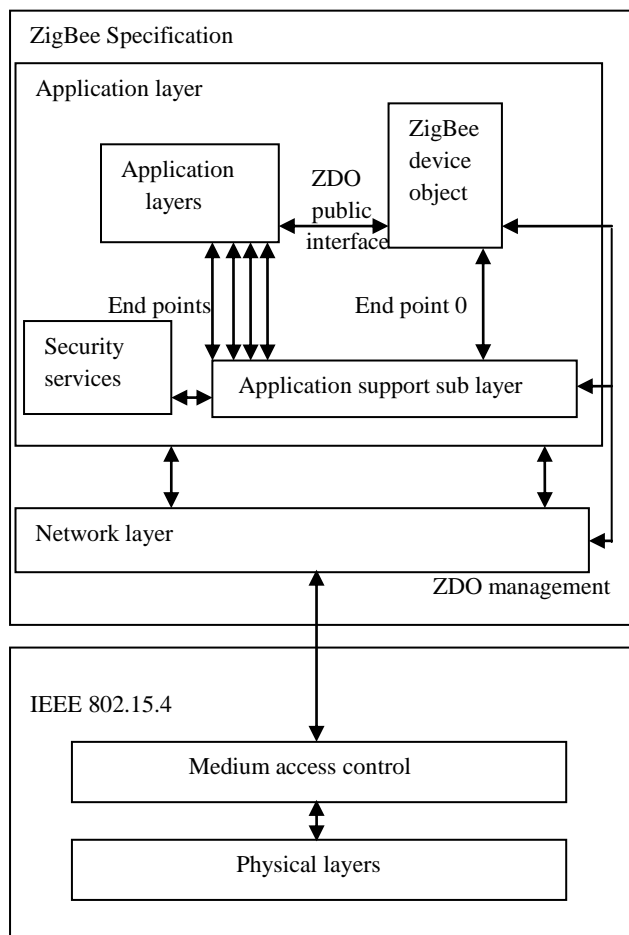 ZigBee Specification
Application layer
Application
layers
ZDO
public
interface
ZigBee
device
object
End points
End point 0
Security
services
Application support sub layer
Network layer
ZDO management
IEEE 802.15.4
Medium access control
Physical layers